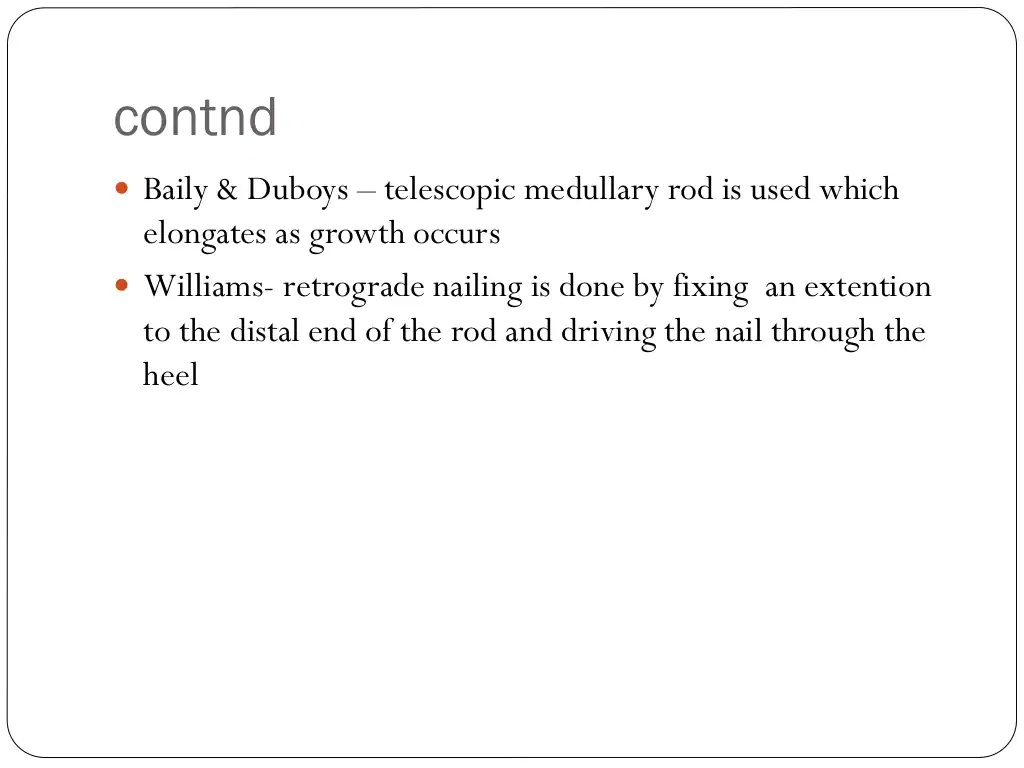 contnd
• Baily & Duboys – telescopic medullary rod is used which
elongates as growth occurs
• Williams- retrograde nailing is done by fixing  an extention
to the distal end of the rod and driving the nail through the
heel